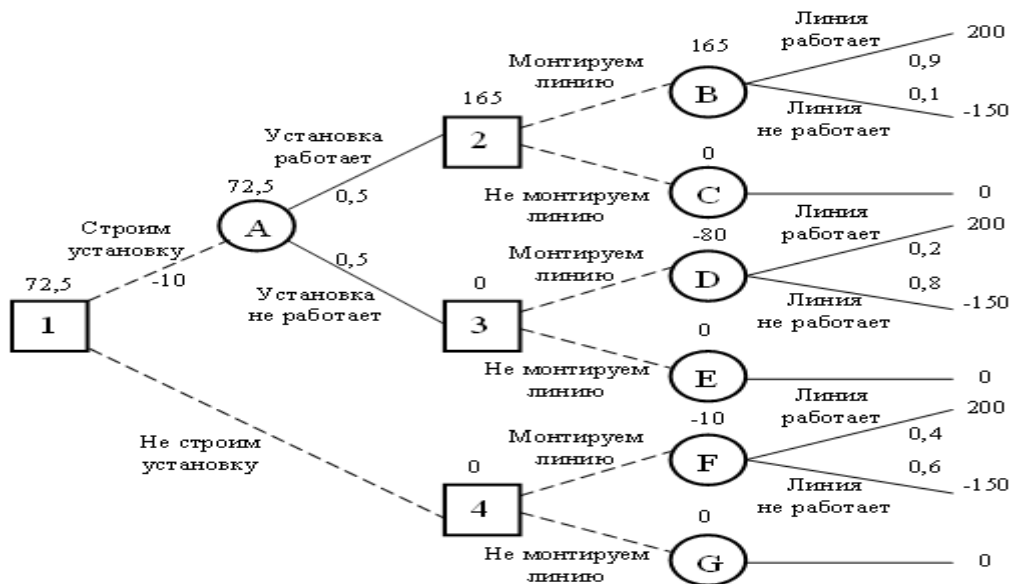 Линия
работает
200
165
Монтируем
линию
0,9
B
0,1
165
Линия
не работает
-150
Установка
работает
2
0
72,5
0,5
Не монтируем
линию
C
0
Строим
установку
A
Линия
работает
200
-80
-10
0,5
Монтируем
линию
0,2
72,5
Установка
не работает
0
D
0,8
1
3
Линия
не работает
-150
0
Не монтируем
линию
E
0
Линия
работает
200
-10
Не строим
установку
Монтируем
линию
0,4
0
F
0,6
4
Линия
не работает
-150
0
Не монтируем
линию
G
0